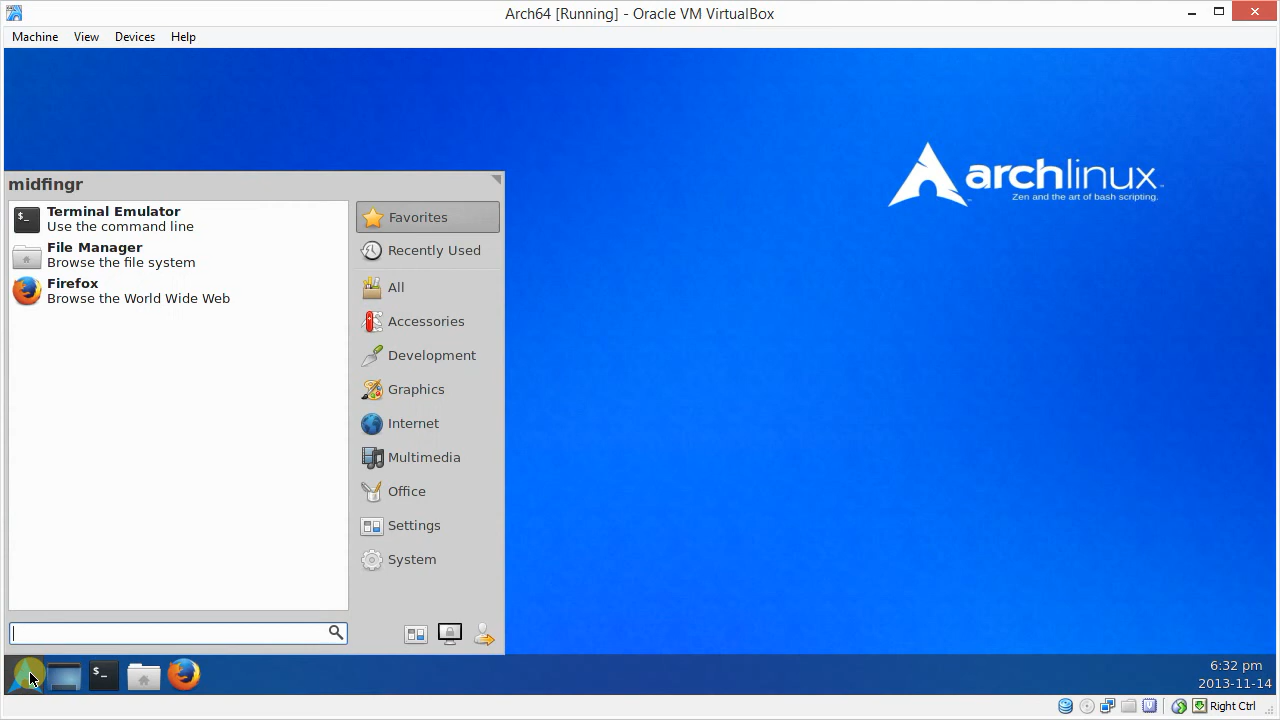 Arch64 [Running] - Oracle VM VirtualBox
Machine View Devices Help
archlinux™
Zen and the art of bash scripting.
midfingr
Terminal Emulator
Use the command line
File Manager
Browse the file system
Firefox
Browse the World Wide Web
Favorites
Recently Used
All
Accessories
Development
Graphics
Internet
Multimedia
Office
Settings
System
6:32 pm
2013-11-14
Right Ctrl